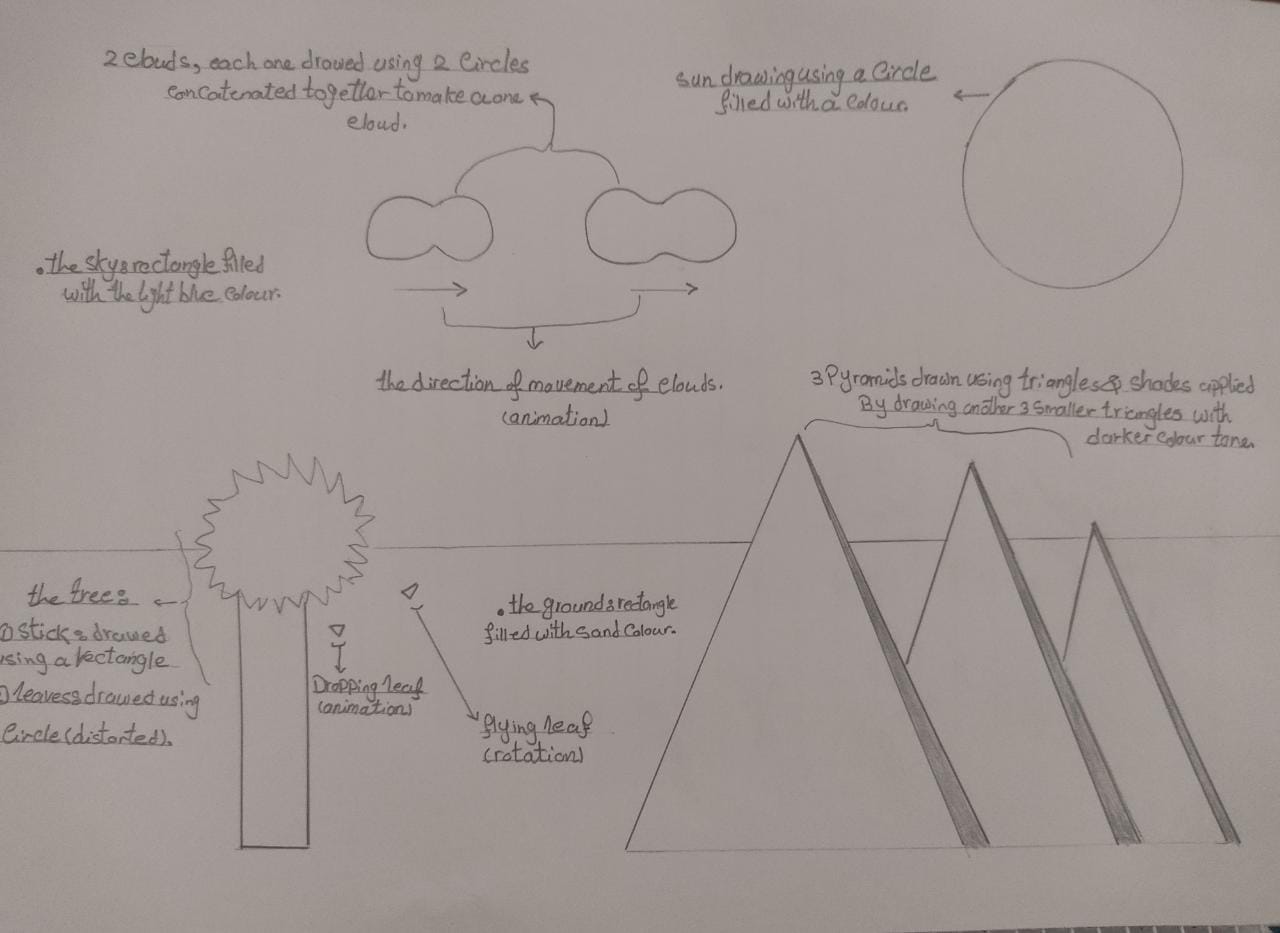 2 clouds, each one drawed using 2 Circles
concatenated together to make a one
cloud.
sun drawing using a Circle
filled with a Colour.
.the sky: rectangle filled
with the light blue Colour.
the direction of movement of clouds.
(animation)
3 Pyramids drawn using triangles & shades applied
By drawing another 3 smaller triangles with
darker Colour tone.
the tree:
stick: drawed
using a rectangle
leaves: drawed using
Circle (distorted).
Dropping leaf
(animation)
flying leaf
(rotation)
.the ground: rectangle
filled with sand Colour.